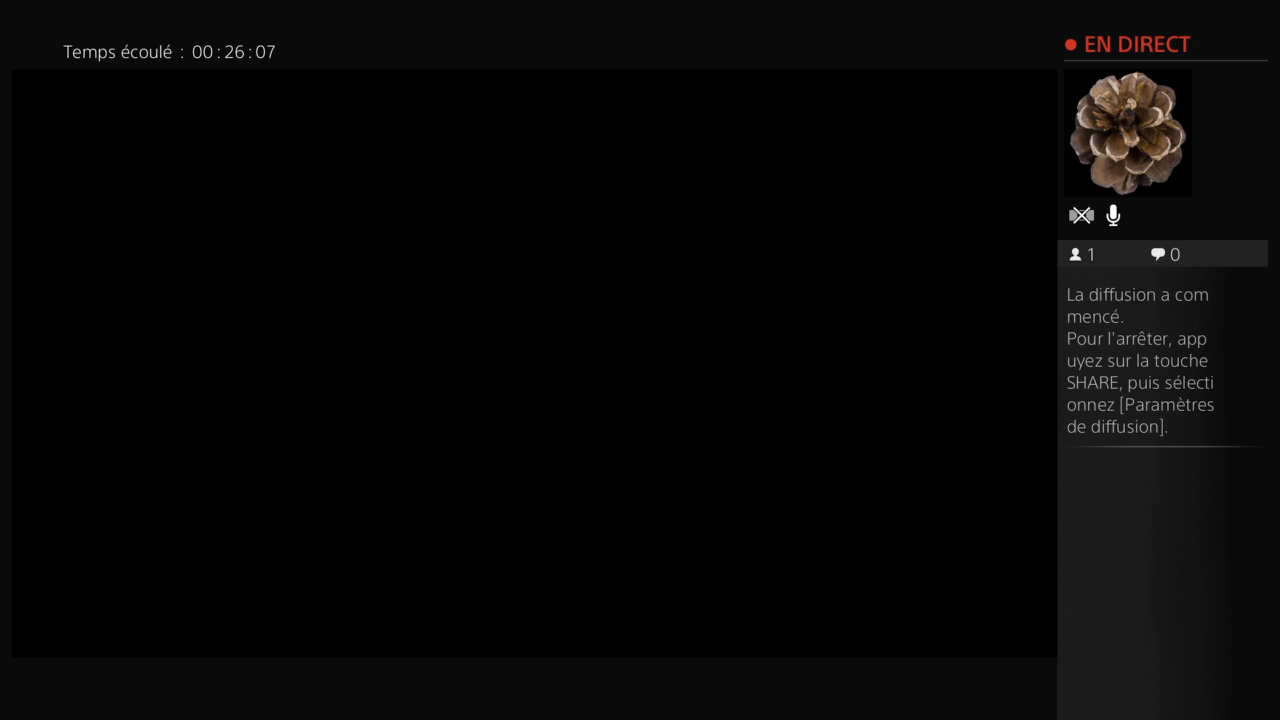 Temps écoulé : 00:26:07
EN DIRECT
1 0
La diffusion a com
mencé.
Pour l'arrêter, app
uyez sur la touche
SHARE, puis sélecti
onnez [Paramètres
de diffusion].